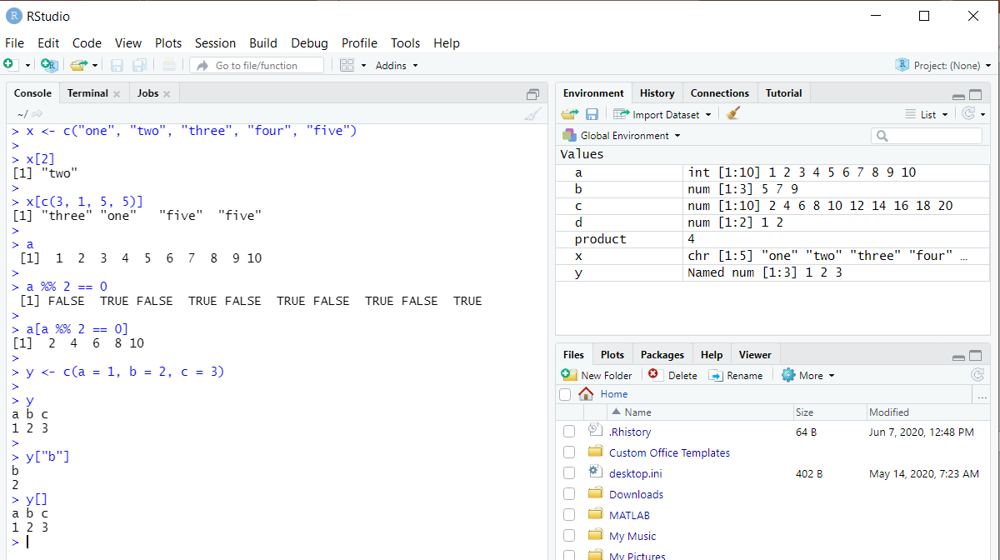 RStudio
File Edit Code View Plots Session Build Debug Profile Tools Help
Go to file/function Addins Project: (None)
Console Terminal Jobs
~/
> x <- c("one", "two", "three", "four", "five")
>
> x[2]
[1] "two"
>
> x[c(3, 1, 5, 5)]
[1] "three" "one"   "five"  "five"
>
> a
 [1]  1  2  3  4  5  6  7  8  9 10
>
> a %% 2 == 0
 [1] FALSE  TRUE FALSE  TRUE FALSE  TRUE FALSE  TRUE FALSE  TRUE
>
> a[a %% 2 == 0]
[1]  2  4  6  8 10
>
> y <- c(a = 1, b = 2, c = 3)
>
> y
a b c
1 2 3
>
> y["b"]
b
2
> y[]
a b c
1 2 3
>
Environment History Connections Tutorial
Import Dataset List
Global Environment
Values
a int [1:10] 1 2 3 4 5 6 7 8 9 10
b num [1:3] 5 7 9
c num [1:10] 2 4 6 8 10 12 14 16 18 20
d num [1:2] 1 2
product 4
x chr [1:5] "one" "two" "three" "four" …
y Named num [1:3] 1 2 3
Files Plots Packages Help Viewer
New Folder Delete Rename More
Home ...
Name Size Modified
.Rhistory 64 B Jun 7, 2020, 12:48 PM
Custom Office Templates
desktop.ini 402 B May 14, 2020, 7:23 AM
Downloads
MATLAB
My Music
My Pictures